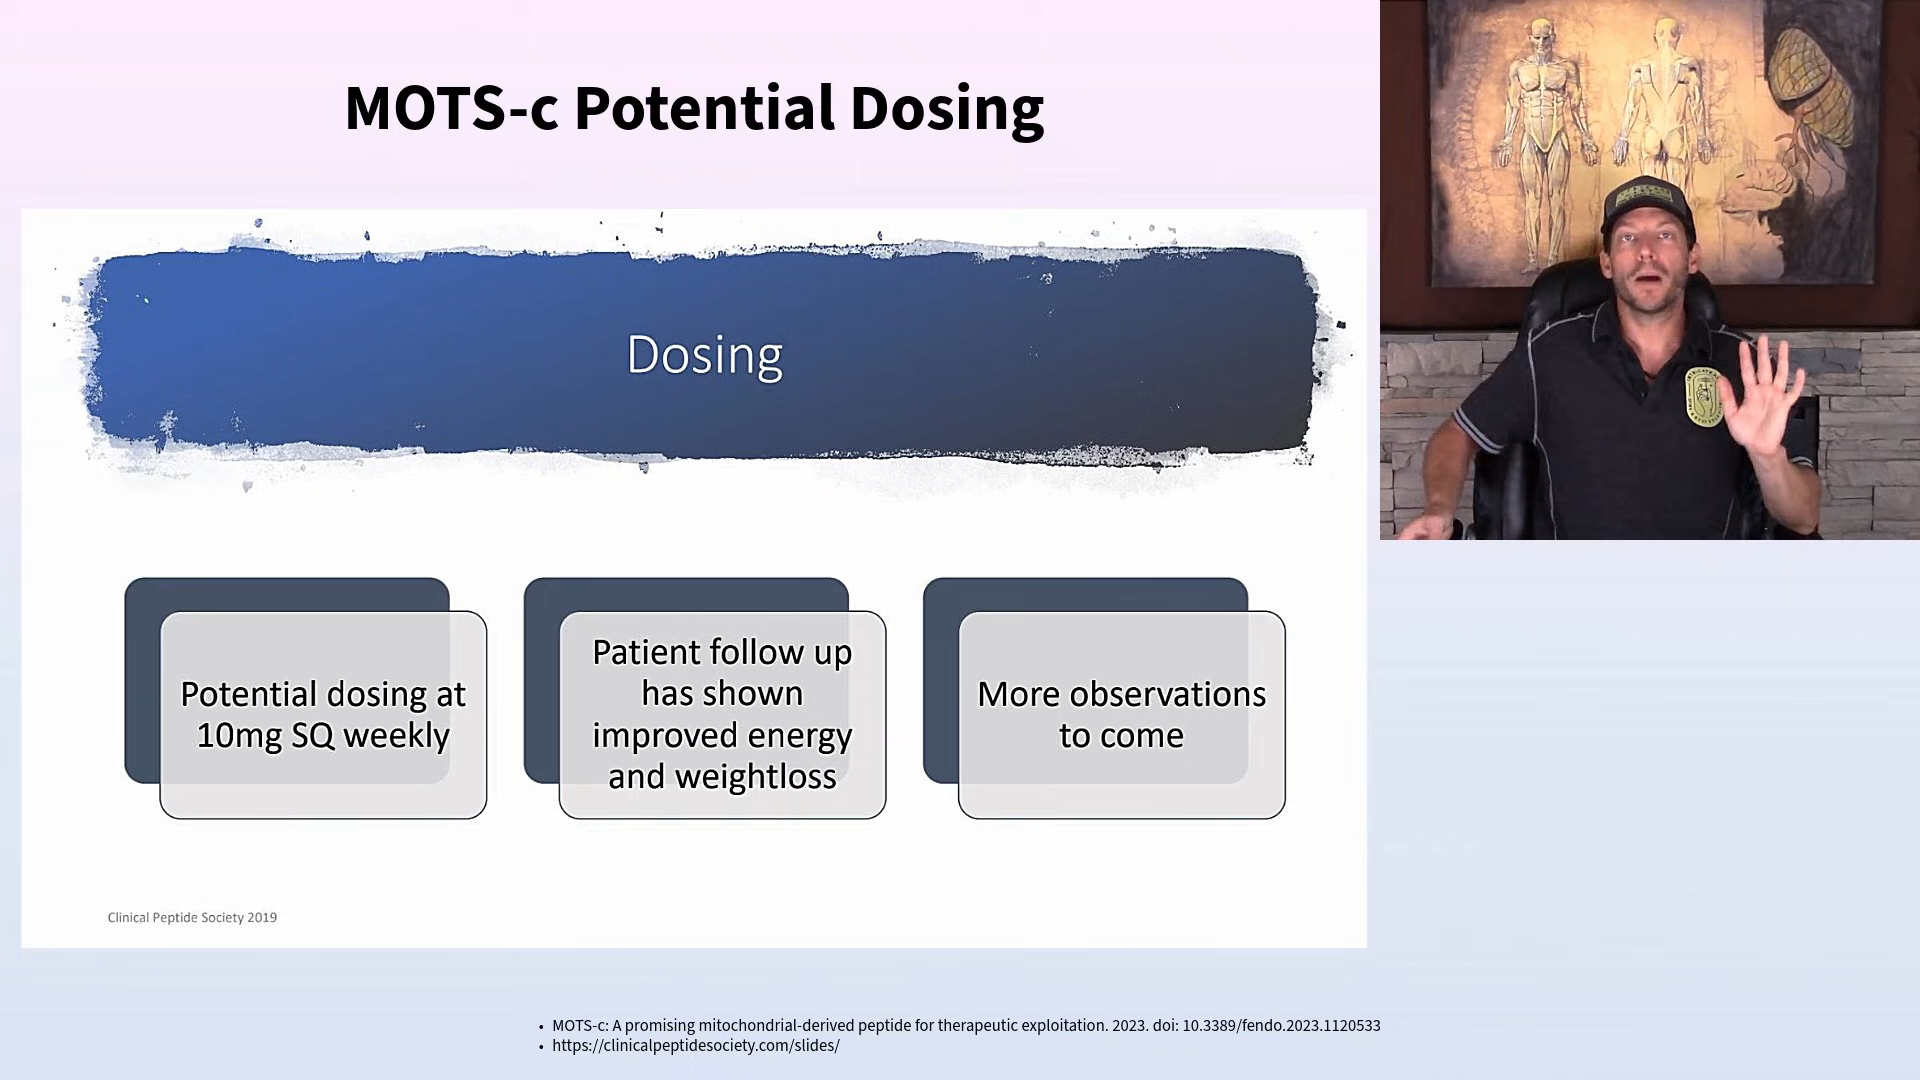 MOTS-c Potential Dosing
Dosing
Potential dosing at
10mg SQ weekly
Patient follow up
has shown
improved energy
and weightloss
More observations
to come
Clinical Peptide Society 2019
• MOTS-c: A promising mitochondrial-derived peptide for therapeutic exploitation. 2023. doi: 10.3389/fendo.2023.1120533
• https://clinicalpeptidesociety.com/slides/